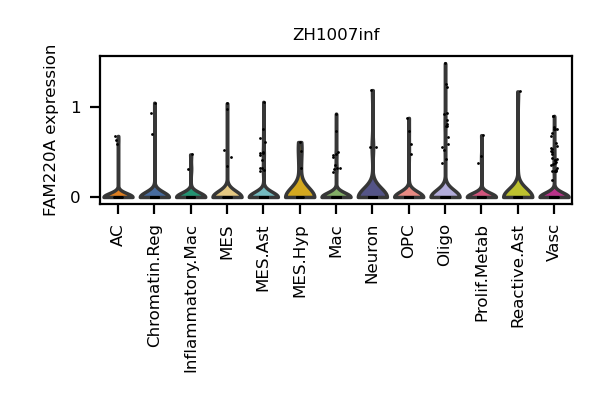 ZH1007inf
FAM220A expression
1
0
AC
Chromatin.Reg
Inflammatory.Mac
MES
MES.Ast
MES.Hyp
Mac
Neuron
OPC
Oligo
Prolif.Metab
Reactive.Ast
Vasc